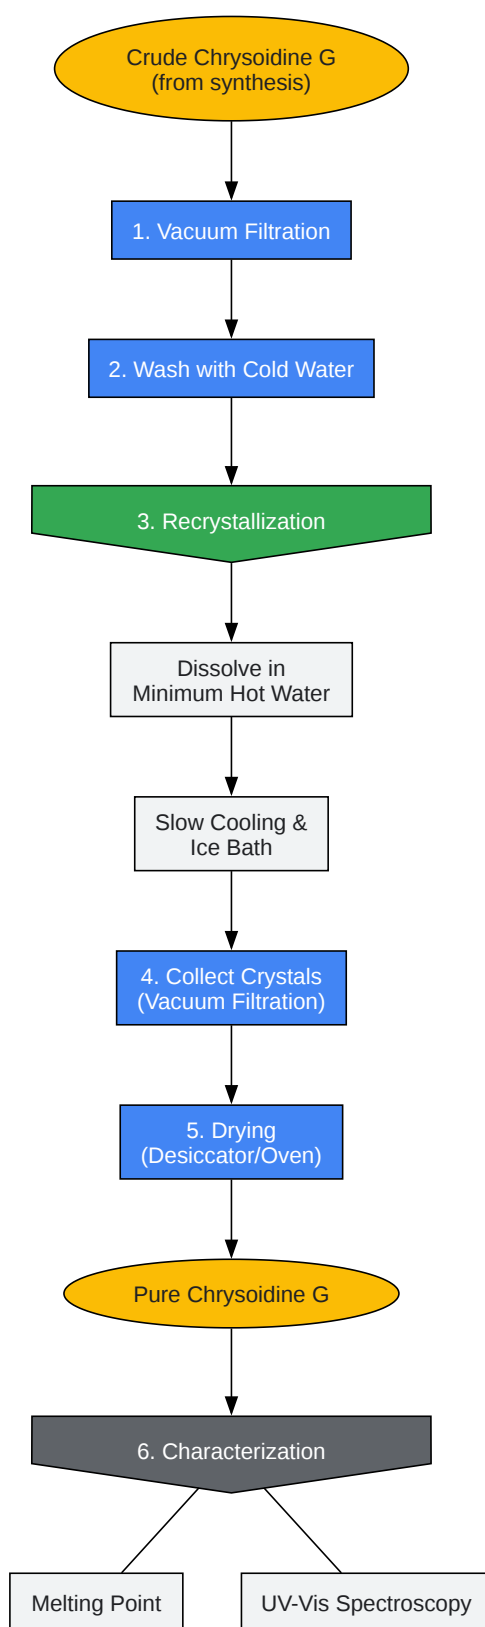 Crude Chrysoidine G
(from synthesis)
1. Vacuum Filtration
2. Wash with Cold Water
3. Recrystallization
Dissolve in
Minimum Hot Water
Slow Cooling &
Ice Bath
4. Collect Crystals
(Vacuum Filtration)
5. Drying
(Desiccator/Oven)
Pure Chrysoidine G
6. Characterization
Melting Point
UV-Vis Spectroscopy